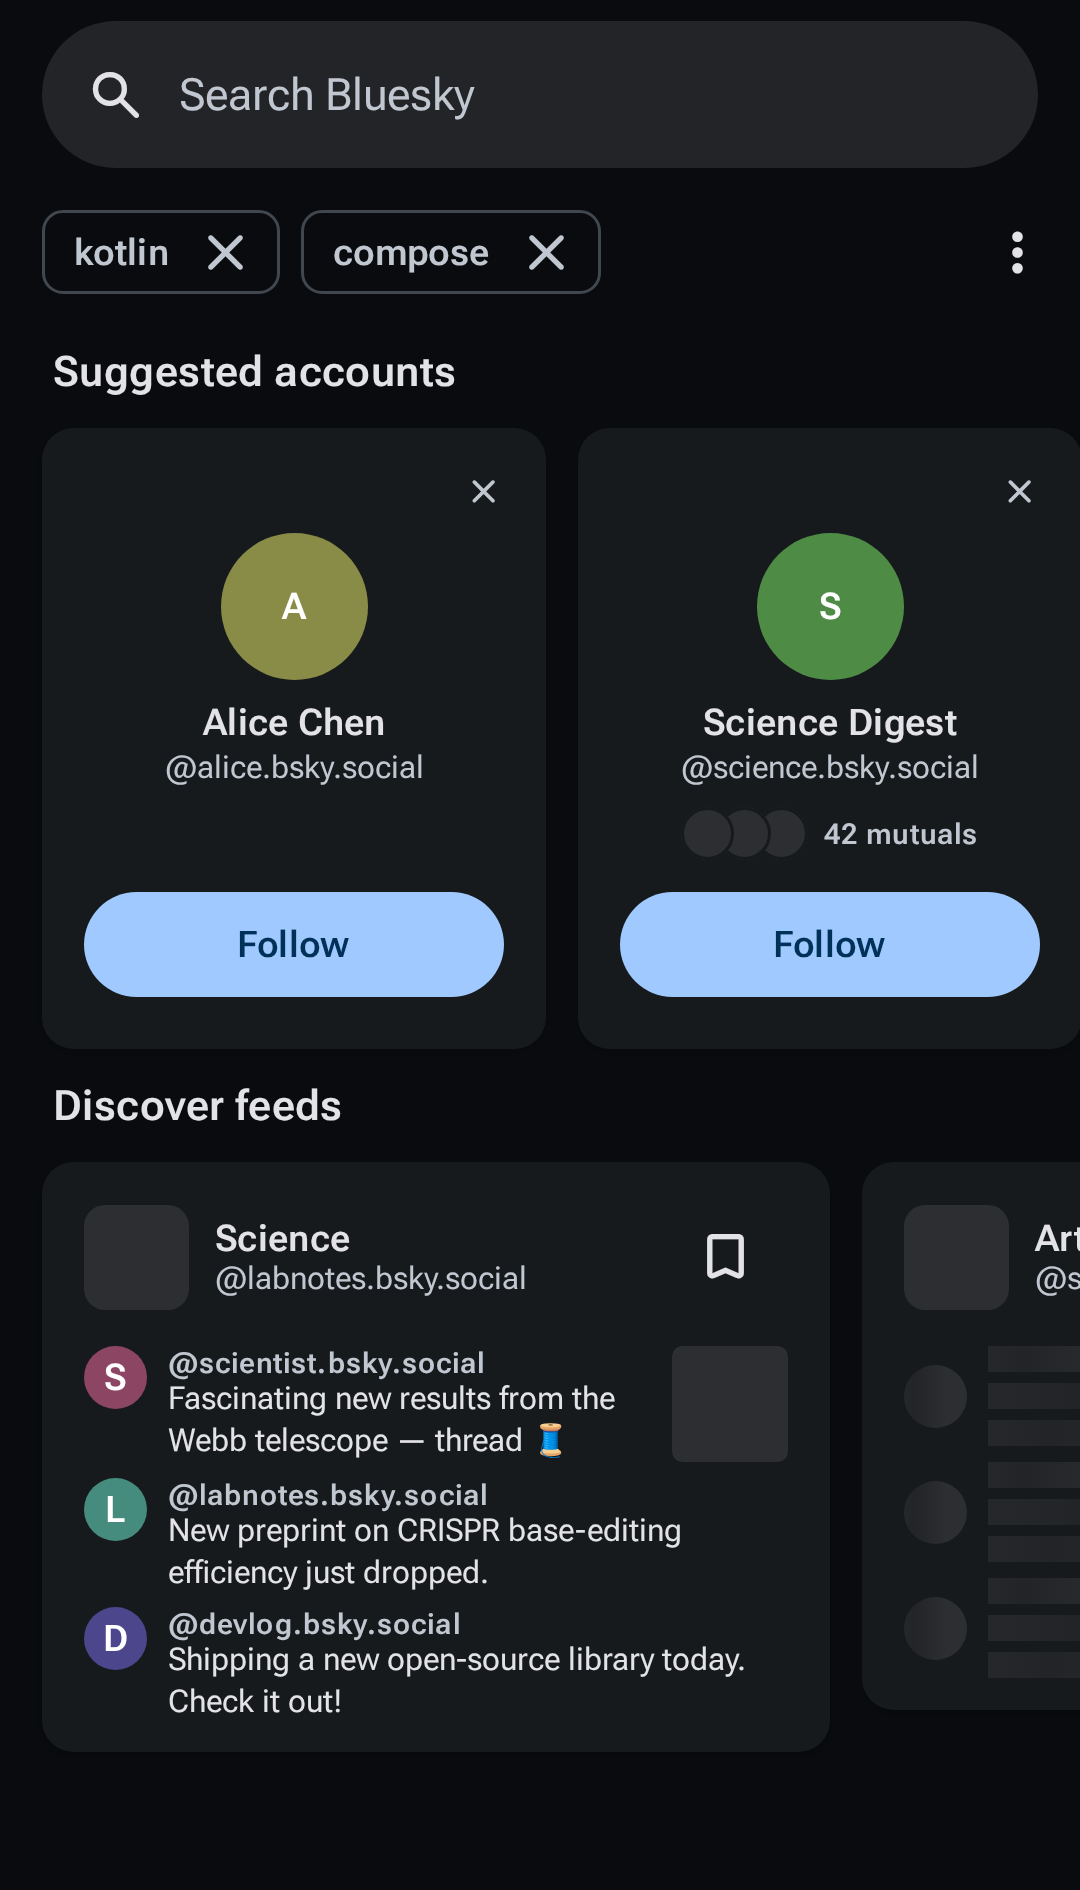 Search Bluesky
kotlin
compose
Suggested accounts
A
Alice Chen
@alice.bsky.social
Follow
S
Science Digest
@science.bsky.social
42 mutuals
Follow
Discover feeds
Science
@labnotes.bsky.social
S
@scientist.bsky.social
Fascinating new results from the
Webb telescope — thread 🧵
L
@labnotes.bsky.social
New preprint on CRISPR base-editing
efficiency just dropped.
D
@devlog.bsky.social
Shipping a new open-source library today.
Check it out!
Art
@s